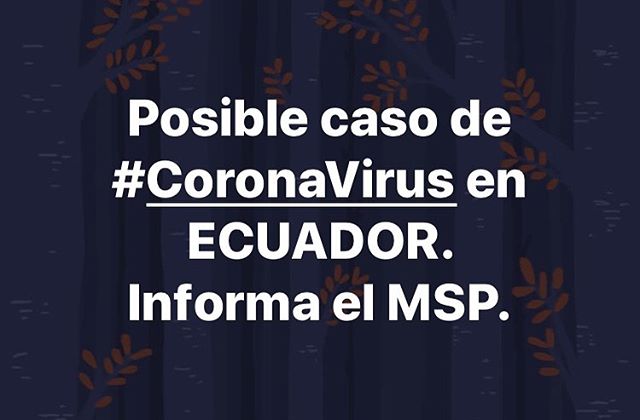 Posible caso de
#CoronaVirus en
ECUADOR.
Informa el MSP.